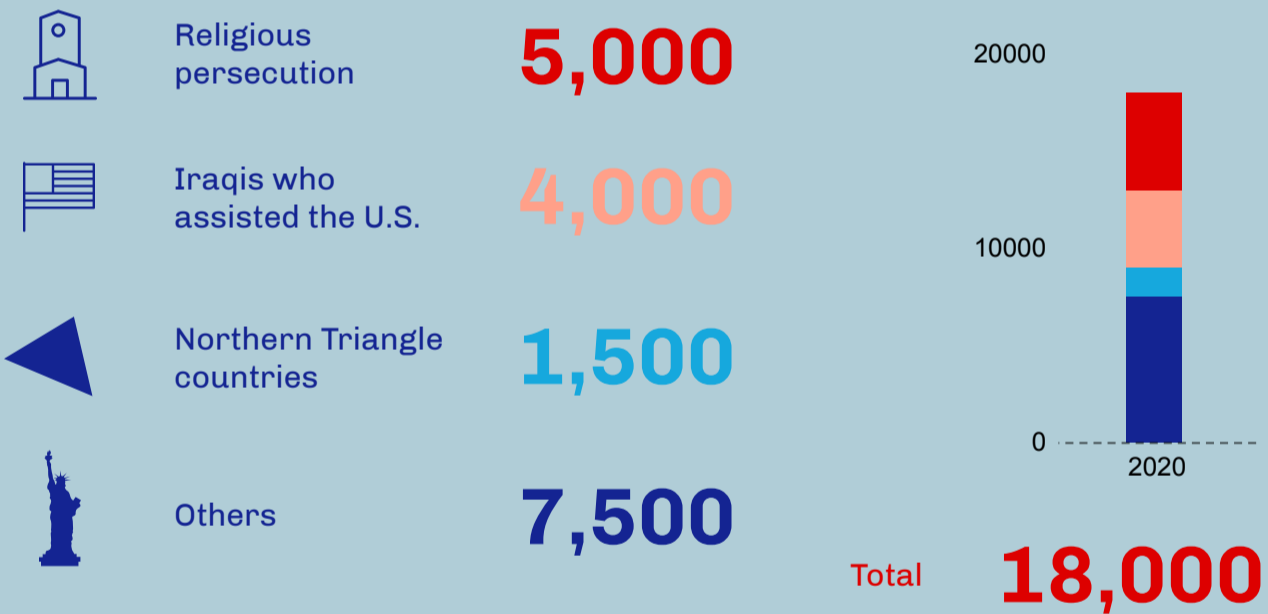 Religious
persecution
5,000
Iraqis who
assisted the U.S.
4,000
Northern Triangle
countries
1,500
Others
7,500
20000
10000
0
2020
Total
18,000